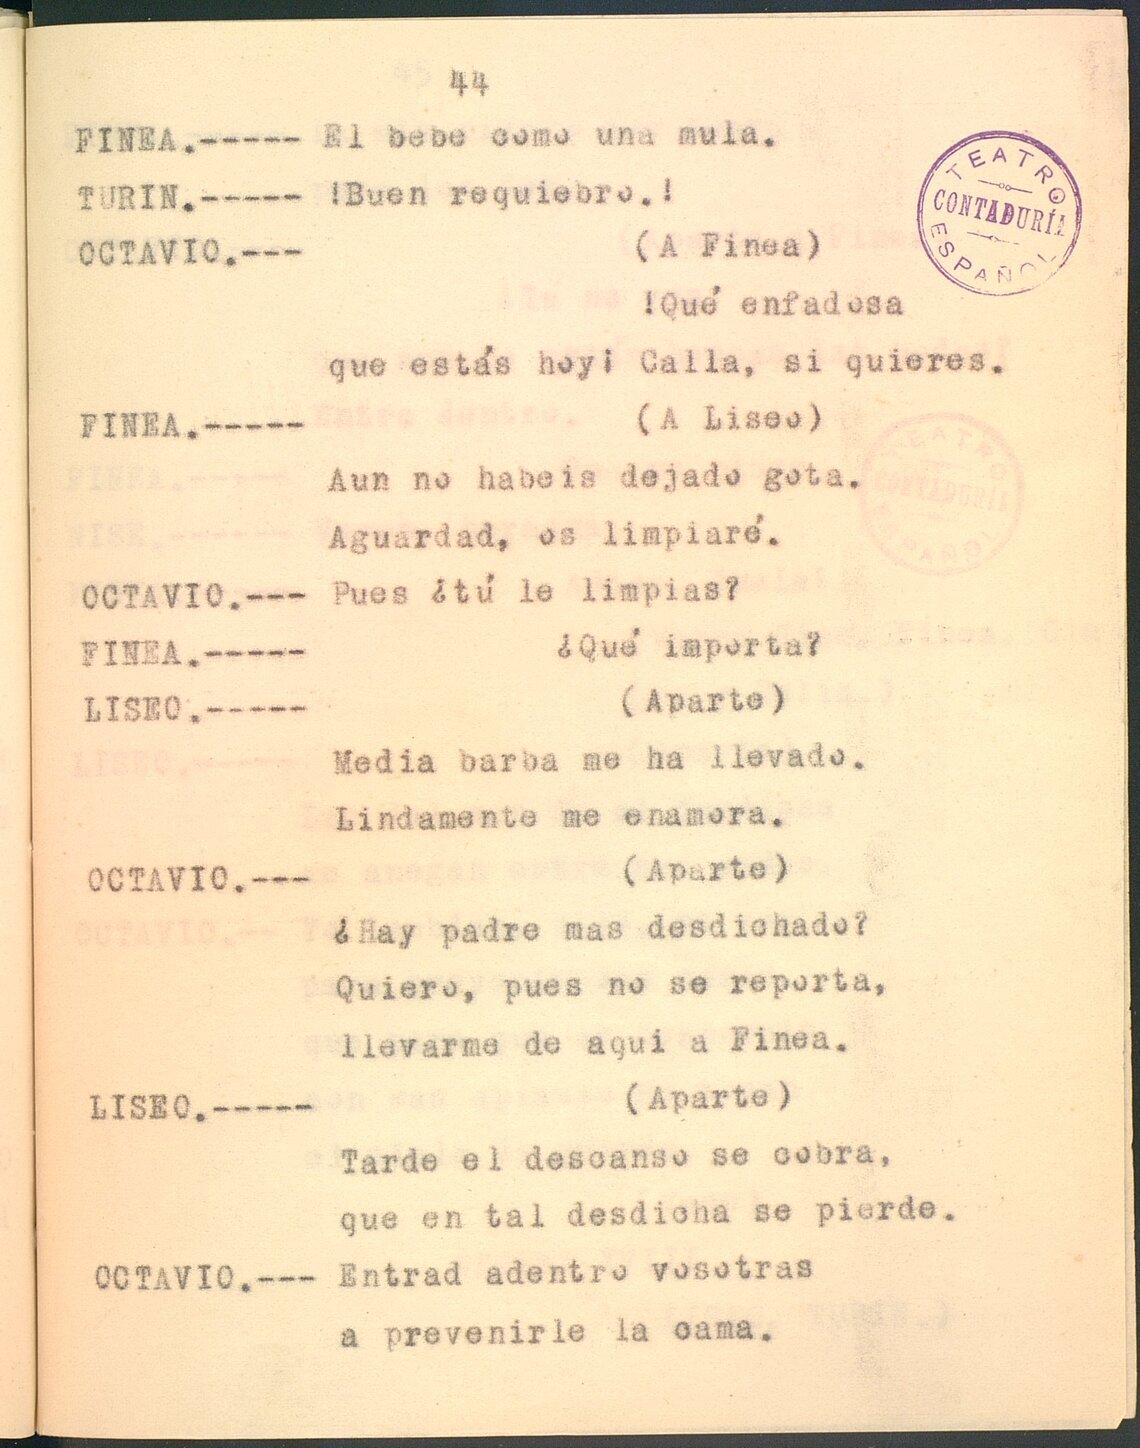 44
FINEA.----- El bebe como una mula.
TURIN.----- !Buen requiebro.!
OCTAVIO.--- (A Finea)
!Qué enfadosa
que estás hoy¡ Calla, si quieres.
FINEA.----- (A Liseo)
Aun no habeis dejado gota.
Aguardad, os limpiaré.
OCTAVIO.--- Pues ¿tú le limpias?
FINEA.----- ¿Qué importa?
LISEO.----- (Aparte)
Media barba me ha llevado.
Lindamente me enamora.
OCTAVIO.--- (Aparte)
¿Hay padre mas desdichado?
Quiero, pues no se reporta,
llevarme de aqui a Finea.
LISEO.----- (Aparte)
Tarde el descanso se cobra,
que en tal desdicha se pierde.
OCTAVIO.--- Entrad adentro vosotras
a prevenirle la cama.
TEATRO
CONTADURÍA
ESPAÑOL